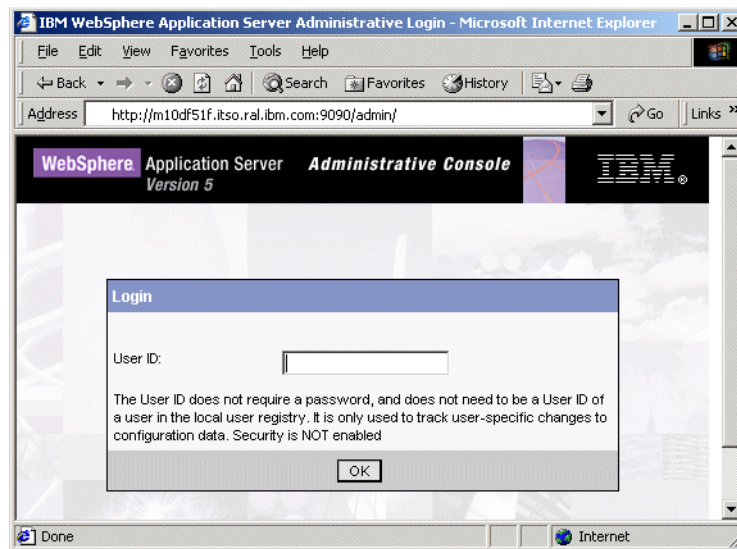 IBM WebSphere Application Server Administrative Login - Microsoft Internet Explorer
File Edit View Favorites Tools Help
Back Search Favorites History
Address http://m10df51f.itso.ral.ibm.com:9090/admin/ Go Links »
WebSphere Application Server Administrative Console IBM®
Version 5
Login
User ID:
The User ID does not require a password, and does not need to be a User ID of
a user in the local user registry. It is only used to track user-specific changes to
configuration data. Security is NOT enabled
OK
Done Internet